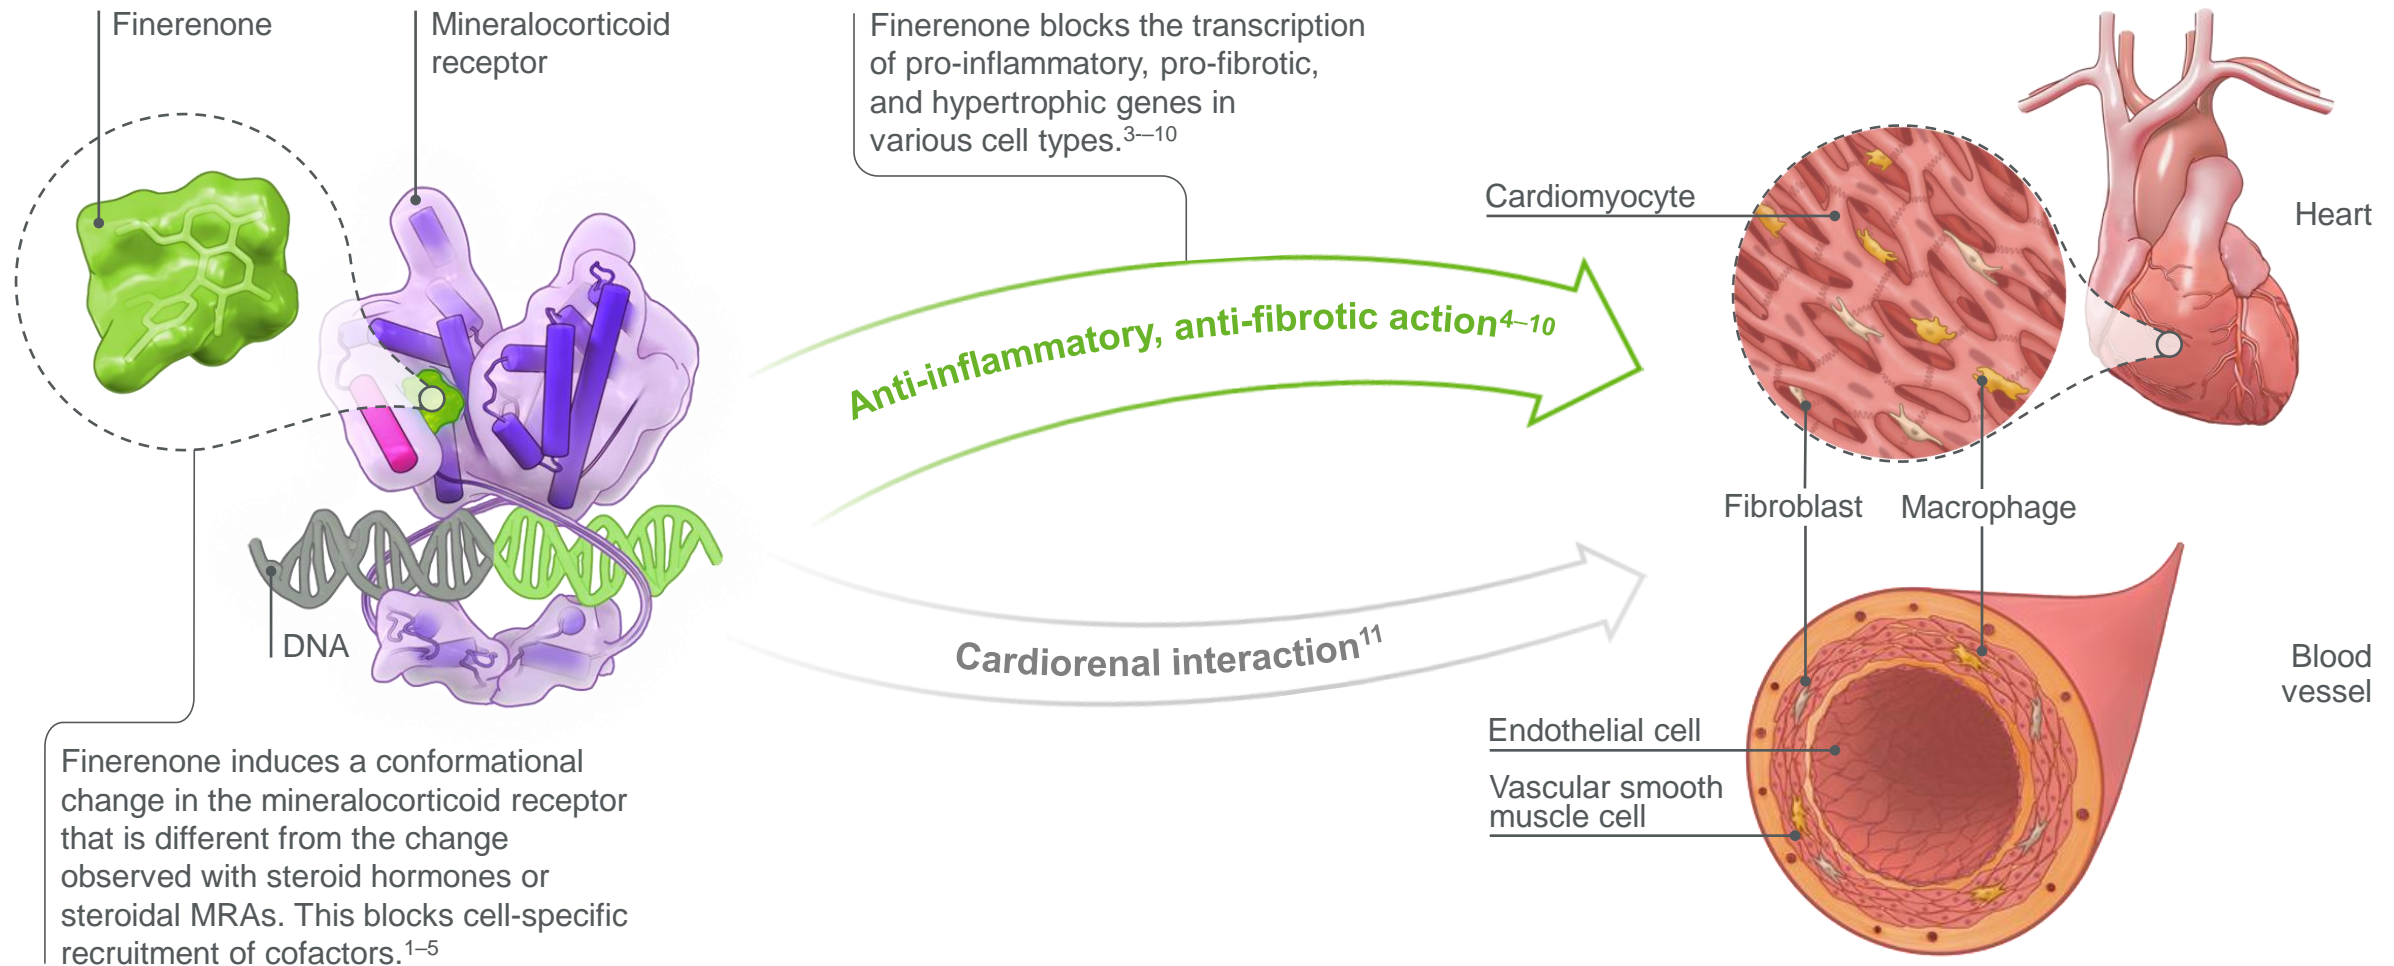 Finerenone
Mineralocorticoid
receptor
Finerenone blocks the transcription
of pro-inflammatory, pro-fibrotic,
and hypertrophic genes in
various cell types.3-–10
Cardiomyocyte
Heart
Anti-inflammatory, anti-fibrotic action4–10
Fibroblast
Macrophage
DNA
Cardiorenal interaction11
Blood
vessel
Endothelial cell
Vascular smooth
muscle cell
Finerenone induces a conformational
change in the mineralocorticoid receptor
that is different from the change
observed with steroid hormones or
steroidal MRAs. This blocks cell-specific
recruitment of cofactors.1–5